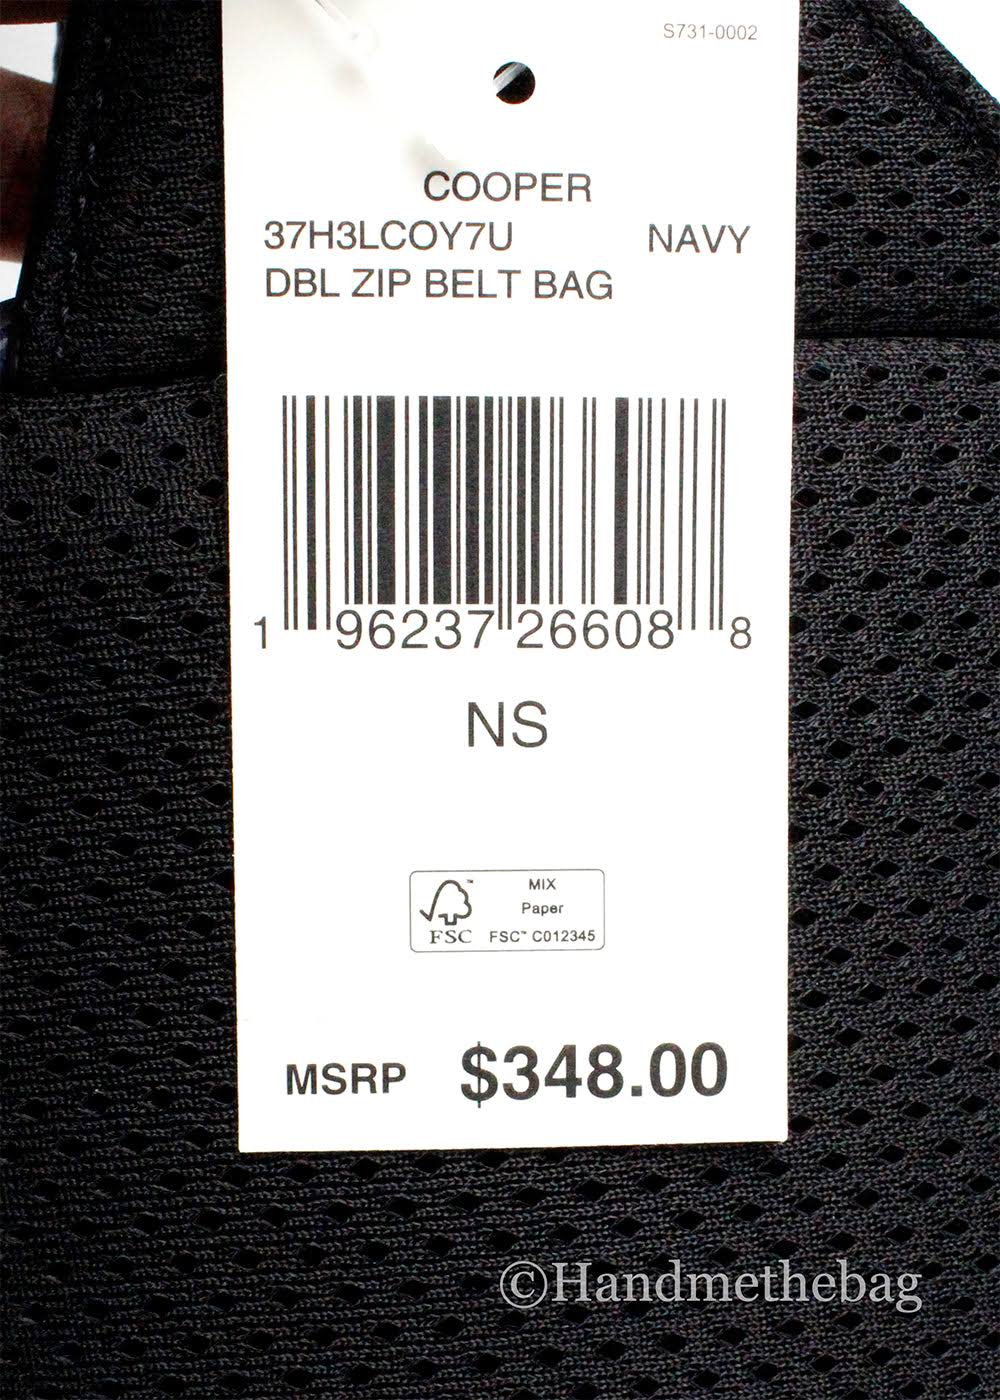 S731-0002
COOPER
37H3LCOY7U NAVY
DBL ZIP BELT BAG
1 96237 26608 8
NS
MIX
Paper
FSC FSC™ C012345
MSRP $348.00
©Handmethebag